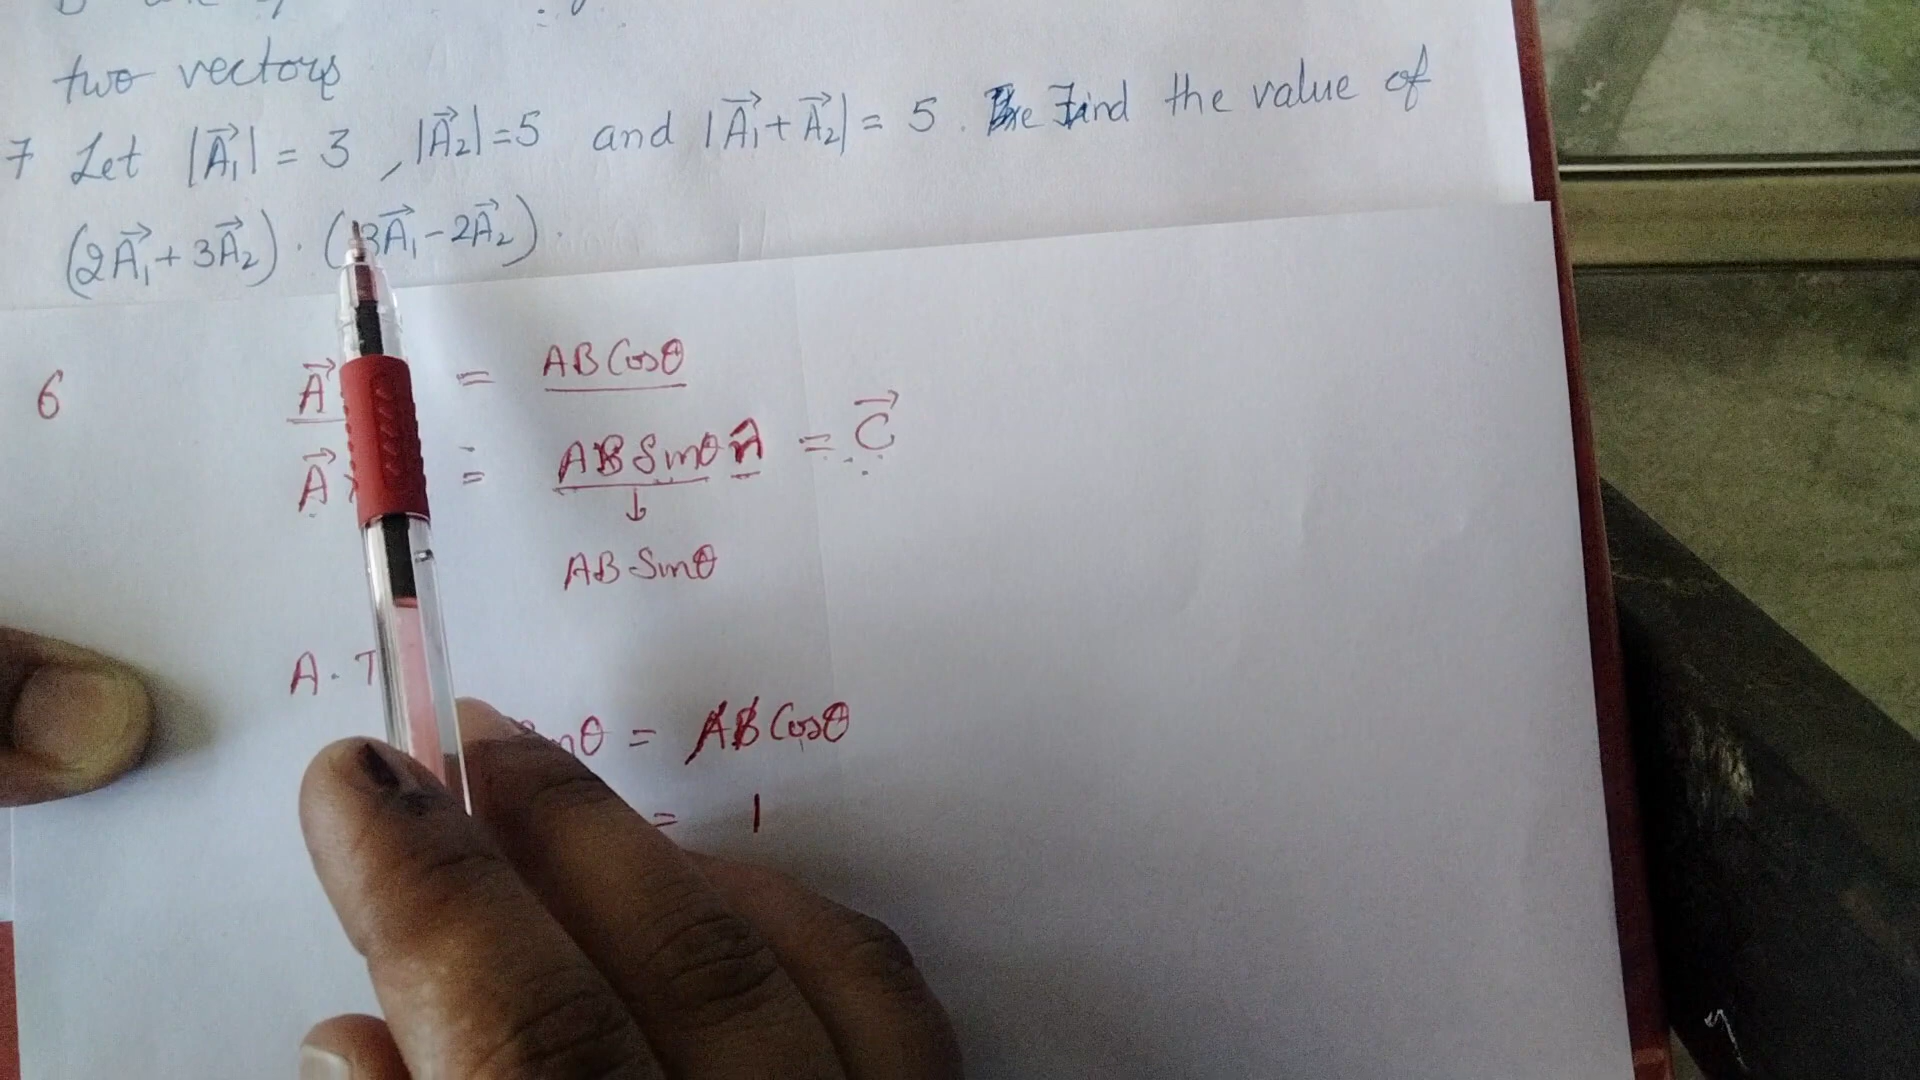 two vectors
7 Let |A⃗₁| = 3 , |A⃗₂| = 5 and |A⃗₁ + A⃗₂| = 5 . Find the value of
(2A⃗₁ + 3A⃗₂) · (3A⃗₁ - 2A⃗₂) .
6 A⃗ = AB Cosθ
A⃗ × = AB Sinθ n̂ = C⃗
↓
AB Sinθ
A. T
nθ = AB Cosθ
= 1